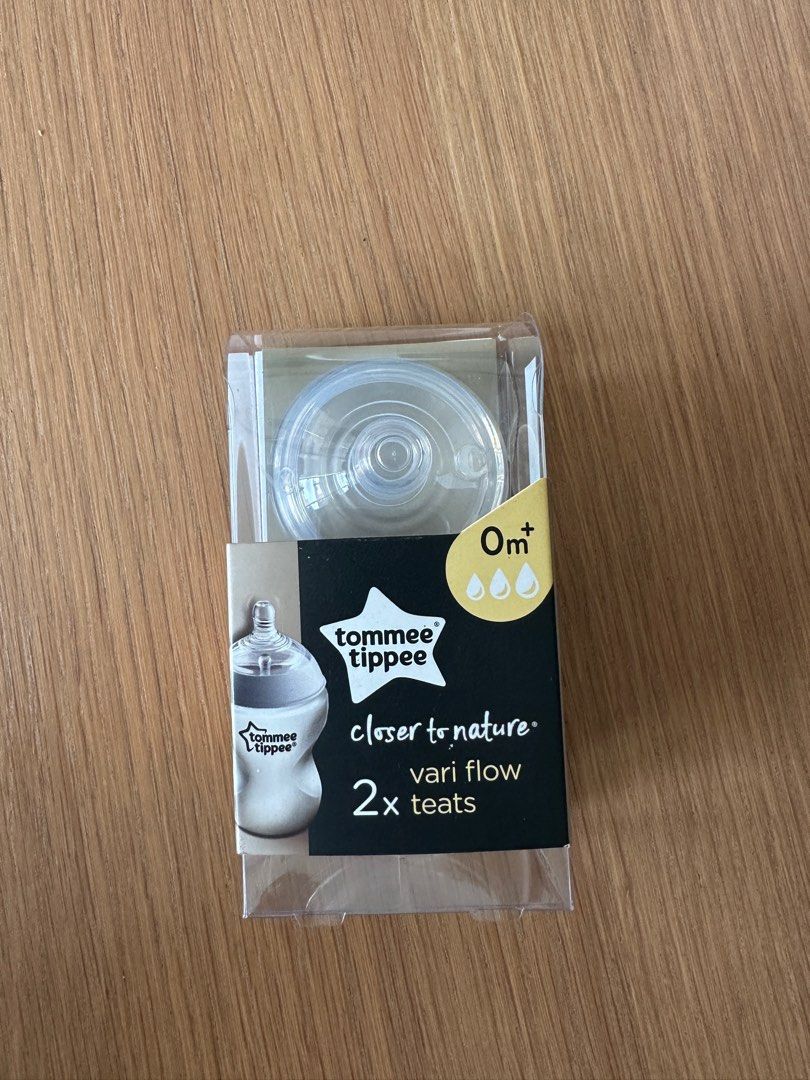 0m+
tommee®
tippee
closer to nature®
2x vari flow
teats
tommee
tippee®